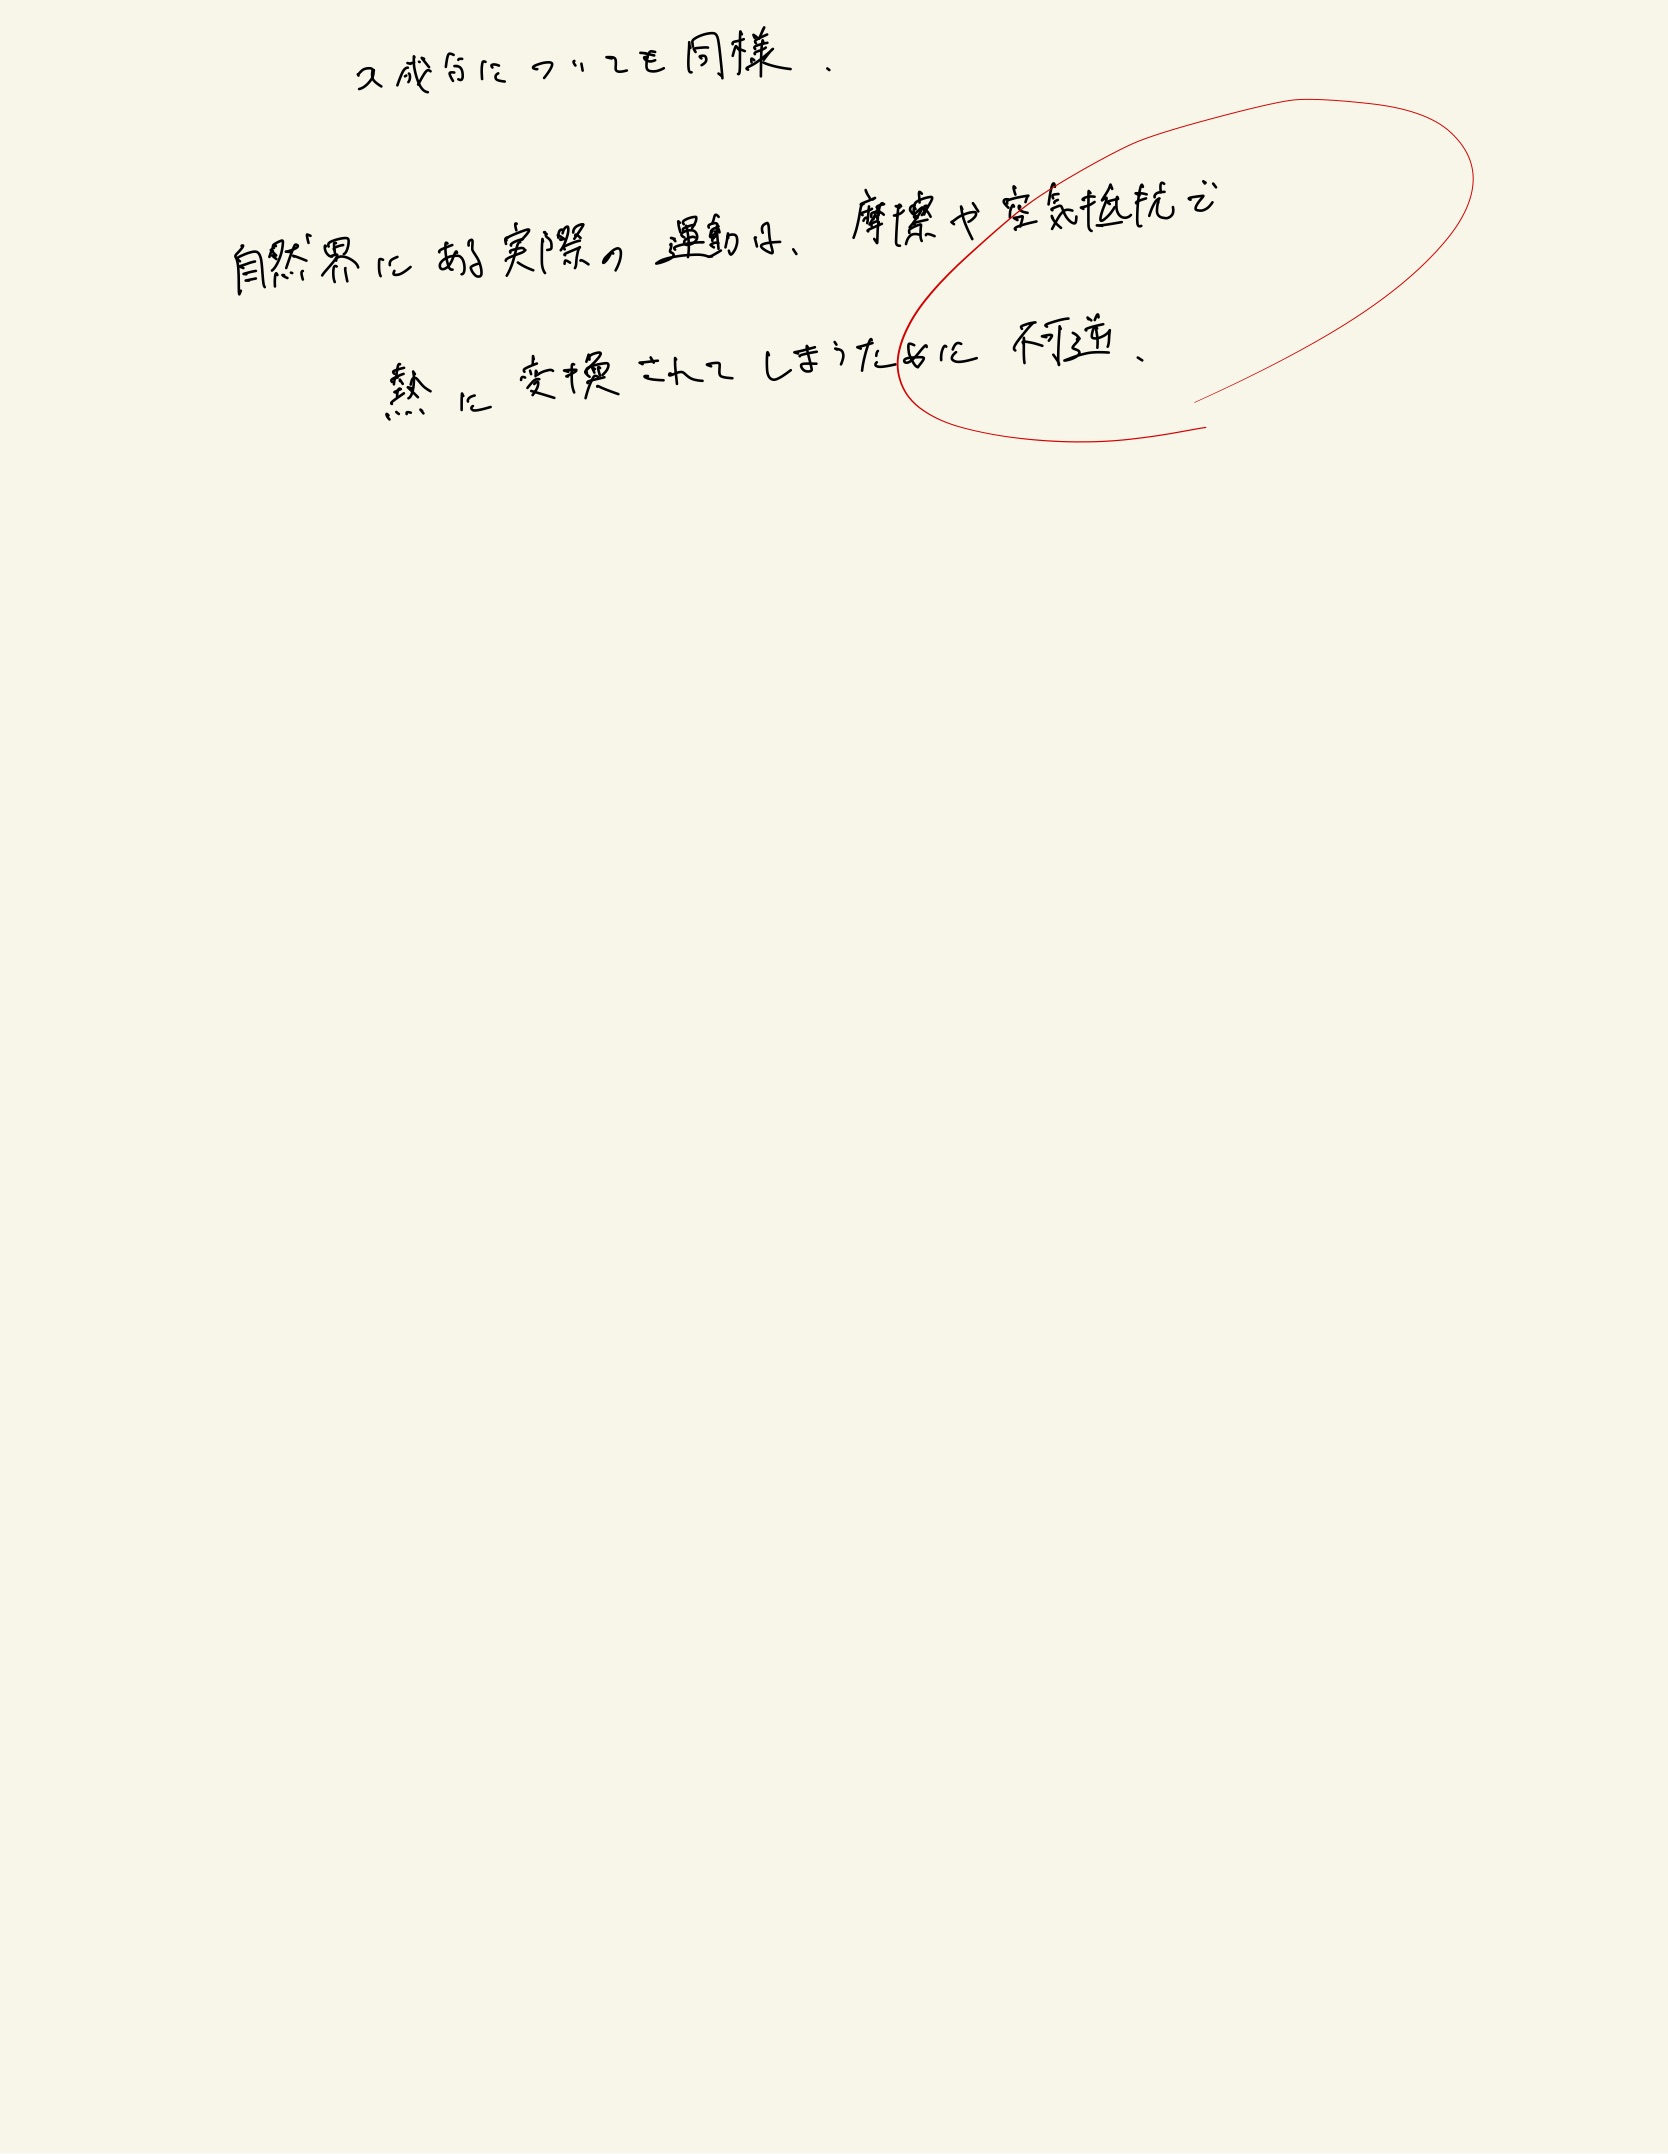 x成分についても同様.
自然界にある実際の運動は、摩擦や空気抵抗で
熱に変換されてしまうために不可逆、